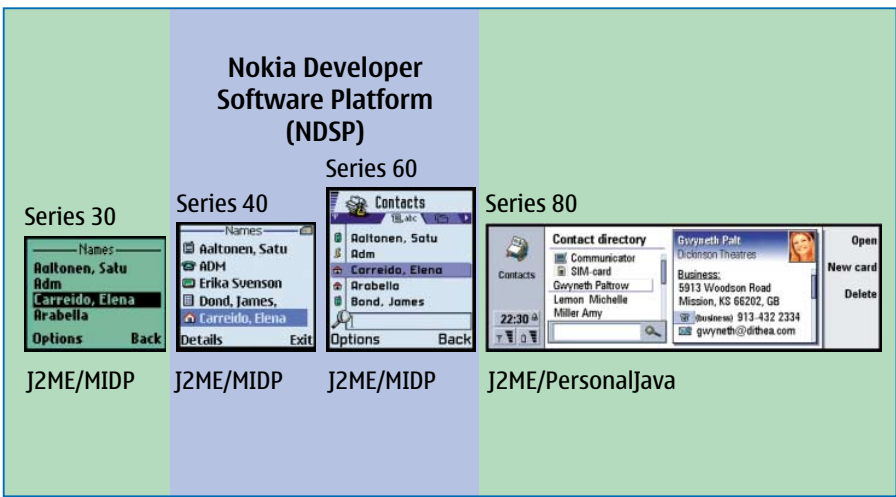 Nokia Developer
Software Platform
(NDSP)
Series 30
Names
Aaltonen, Satu
Adm
Carreido, Elena
Arabella
Options Back
J2ME/MIDP
Series 40
Names
Aaltonen, Satu
ADM
Erika Svenson
Dond, James,
Carreido, Elena
Details Exit
J2ME/MIDP
Series 60
Contacts
abc
Aaltonen, Satu
Adm
Carreido, Elena
Arabella
Bond, James
Options Back
J2ME/MIDP
Series 80
Contacts
22:30
Contact directory
Communicator
SIM-card
Gwyneth Paltrow
Lemon Michelle
Miller Amy
Gwyneth Palt
Dickinson Theatres
Business:
5913 Woodson Road
Mission, KS 66202, GB
(business) 913-432 2334
gwyneth@dithea.com
Open
New card
Delete
J2ME/PersonalJava